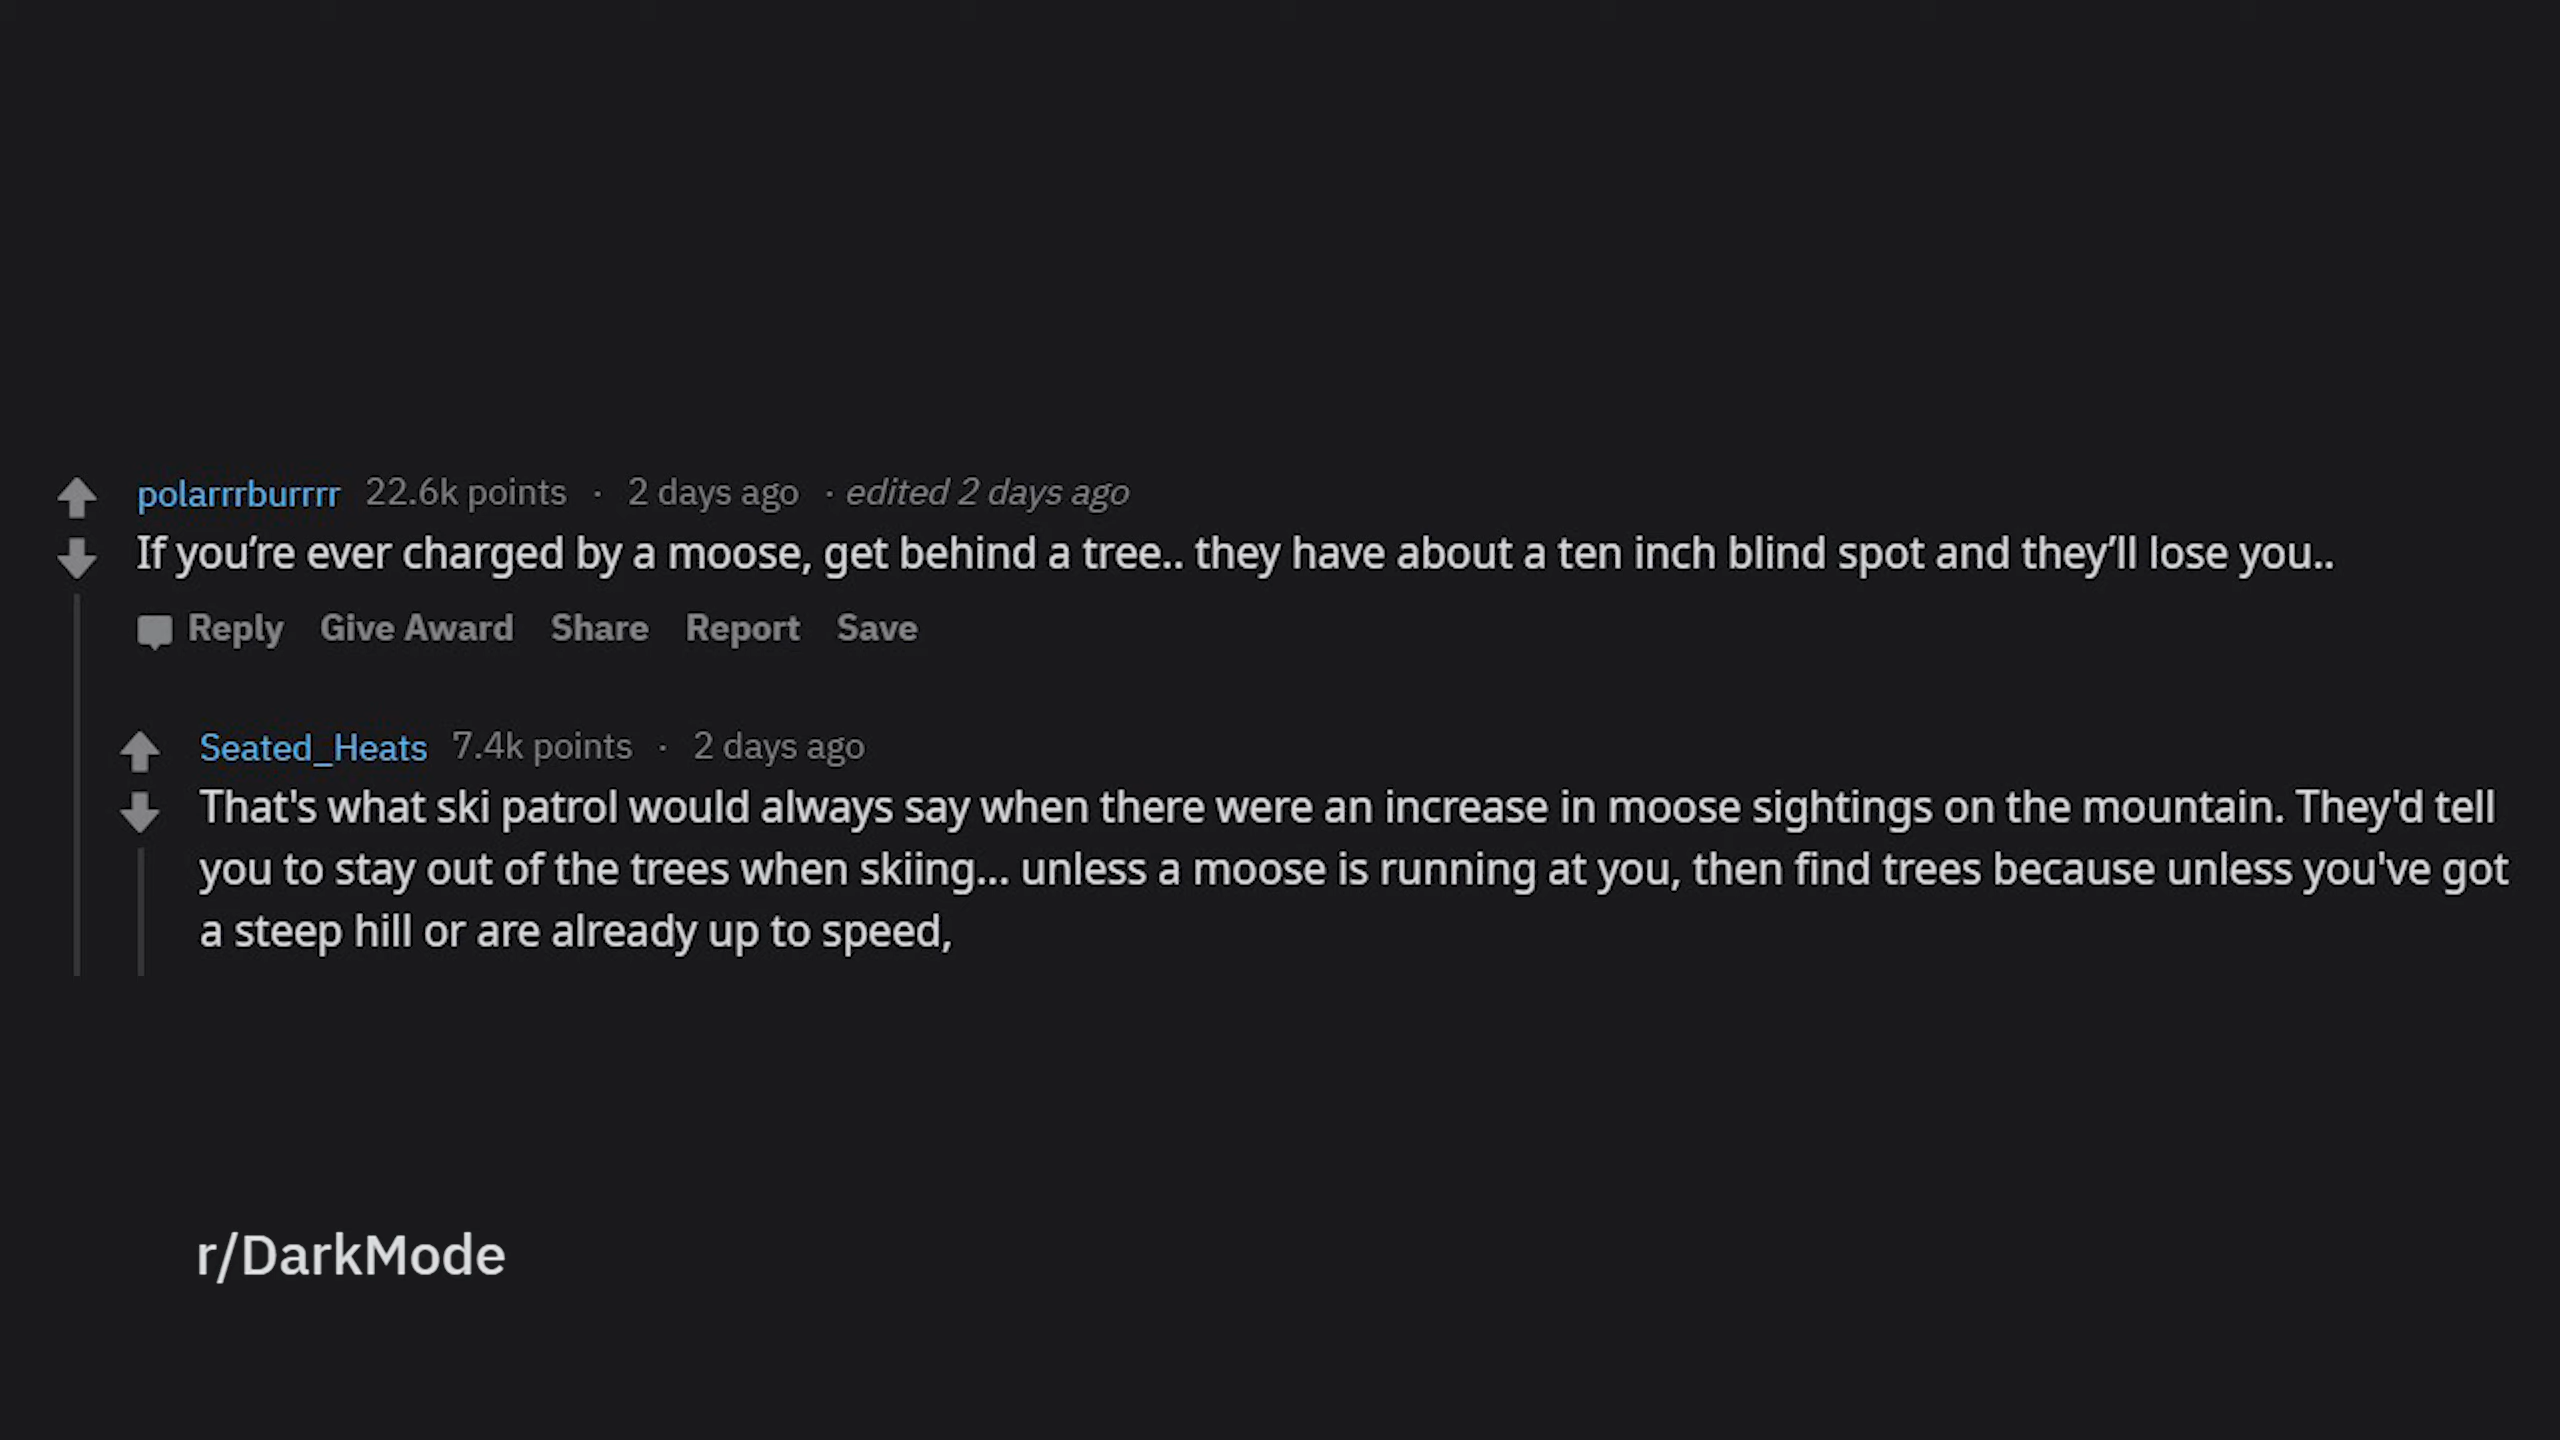 polarrrburrrr 22.6k points · 2 days ago · edited 2 days ago
If you’re ever charged by a moose, get behind a tree.. they have about a ten inch blind spot and they’ll lose you..
Reply Give Award Share Report Save
Seated_Heats 7.4k points · 2 days ago
That's what ski patrol would always say when there were an increase in moose sightings on the mountain. They'd tell
you to stay out of the trees when skiing... unless a moose is running at you, then find trees because unless you've got
a steep hill or are already up to speed,
r/DarkMode